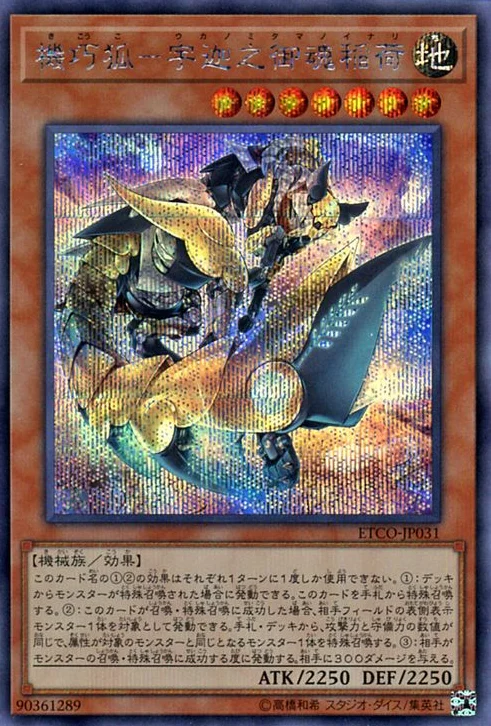 機巧狐－宇迦之御魂稲荷
きこうこ ウカノミタマノイナリ
地
ETCO-JP031
【機械族／効果】
このカード名の①②の効果はそれぞれ1ターンに1度しか使用できない。①：デッキ
からモンスターが特殊召喚された場合に発動できる。このカードを手札から特殊召喚
する。②：このカードが召喚・特殊召喚に成功した場合、相手フィールドの表側表示
モンスター1体を対象として発動できる。手札・デッキから、攻撃力と守備力の数値が
同じで、属性が対象のモンスターと同じとなるモンスター1体を特殊召喚する。③：相手が
モンスターの召喚・特殊召喚に成功する度に発動する。相手に300ダメージを与える。
ATK/2250 DEF/2250
90361289
©高橋和希 スタジオ・ダイス/集英社